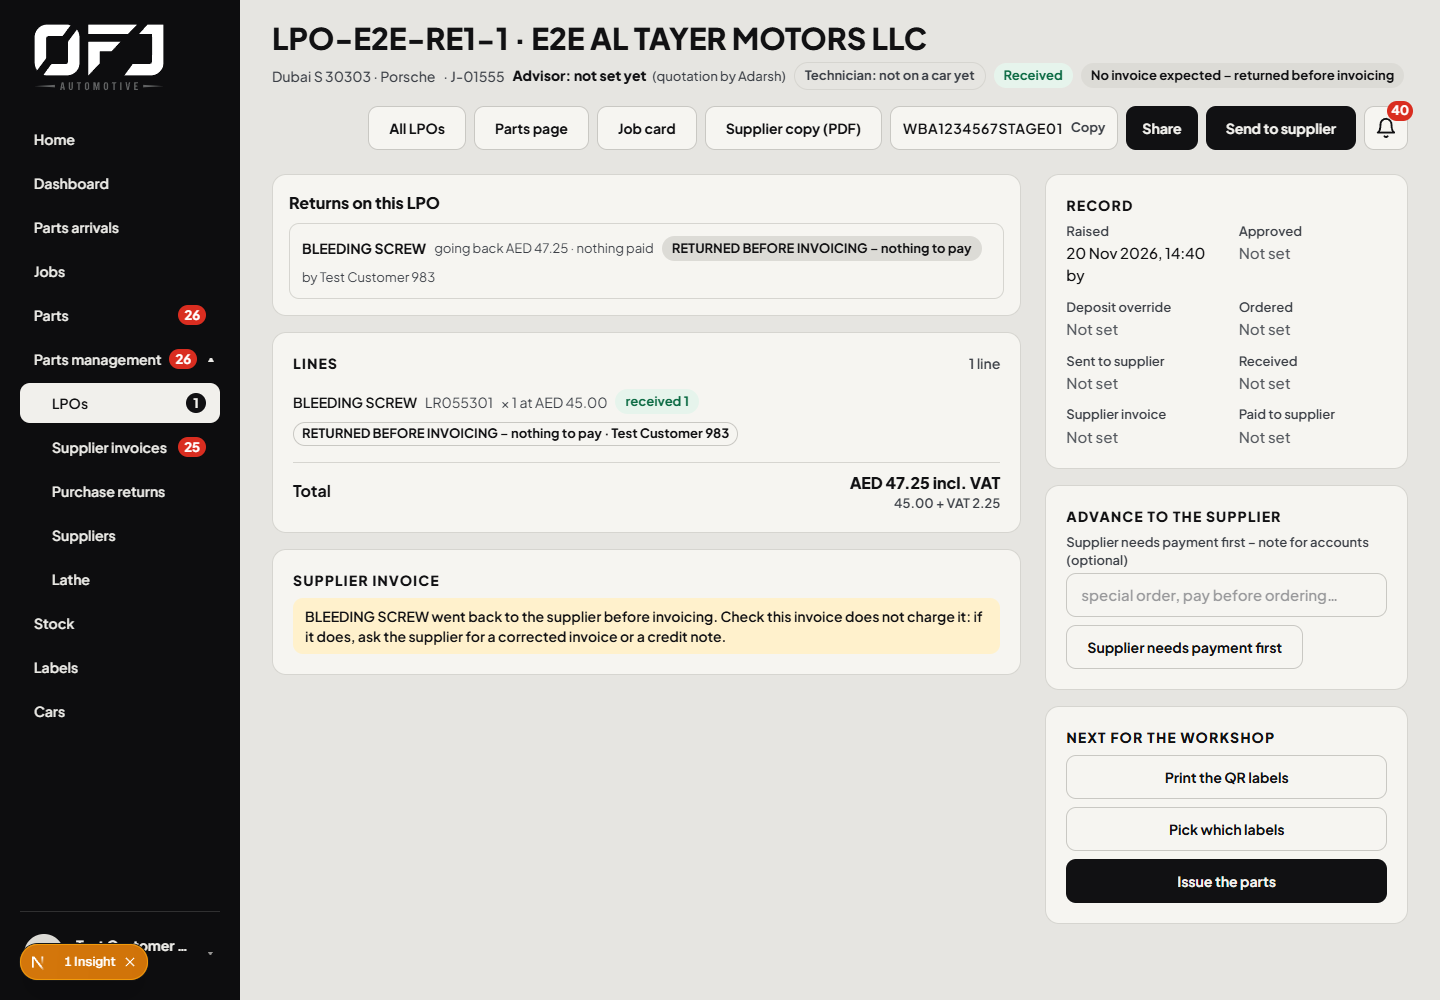 OFJ
AUTOMOTIVE
Home
Dashboard
Parts arrivals
Jobs
Parts 26
Parts management 26
LPOs 1
Supplier invoices 25
Purchase returns
Suppliers
Lathe
Stock
Labels
Cars
1 Insight
LPO-E2E-RE1-1 · E2E AL TAYER MOTORS LLC
Dubai S 30303 · Porsche · J-01555 Advisor: not set yet (quotation by Adarsh) Technician: not on a car yet Received No invoice expected – returned before invoicing
All LPOs Parts page Job card Supplier copy (PDF) WBA1234567STAGE01 Copy Share Send to supplier 40
Returns on this LPO
BLEEDING SCREW going back AED 47.25 · nothing paid RETURNED BEFORE INVOICING – nothing to pay
by Test Customer 983
LINES 1 line
BLEEDING SCREW LR055301 × 1 at AED 45.00 received 1
RETURNED BEFORE INVOICING – nothing to pay · Test Customer 983
Total AED 47.25 incl. VAT
45.00 + VAT 2.25
SUPPLIER INVOICE
BLEEDING SCREW went back to the supplier before invoicing. Check this invoice does not charge it: if
it does, ask the supplier for a corrected invoice or a credit note.
RECORD
Raised Approved
20 Nov 2026, 14:40 Not set
by
Deposit override Ordered
Not set Not set
Sent to supplier Received
Not set Not set
Supplier invoice Paid to supplier
Not set Not set
ADVANCE TO THE SUPPLIER
Supplier needs payment first – note for accounts
(optional)
special order, pay before ordering...
Supplier needs payment first
NEXT FOR THE WORKSHOP
Print the QR labels
Pick which labels
Issue the parts